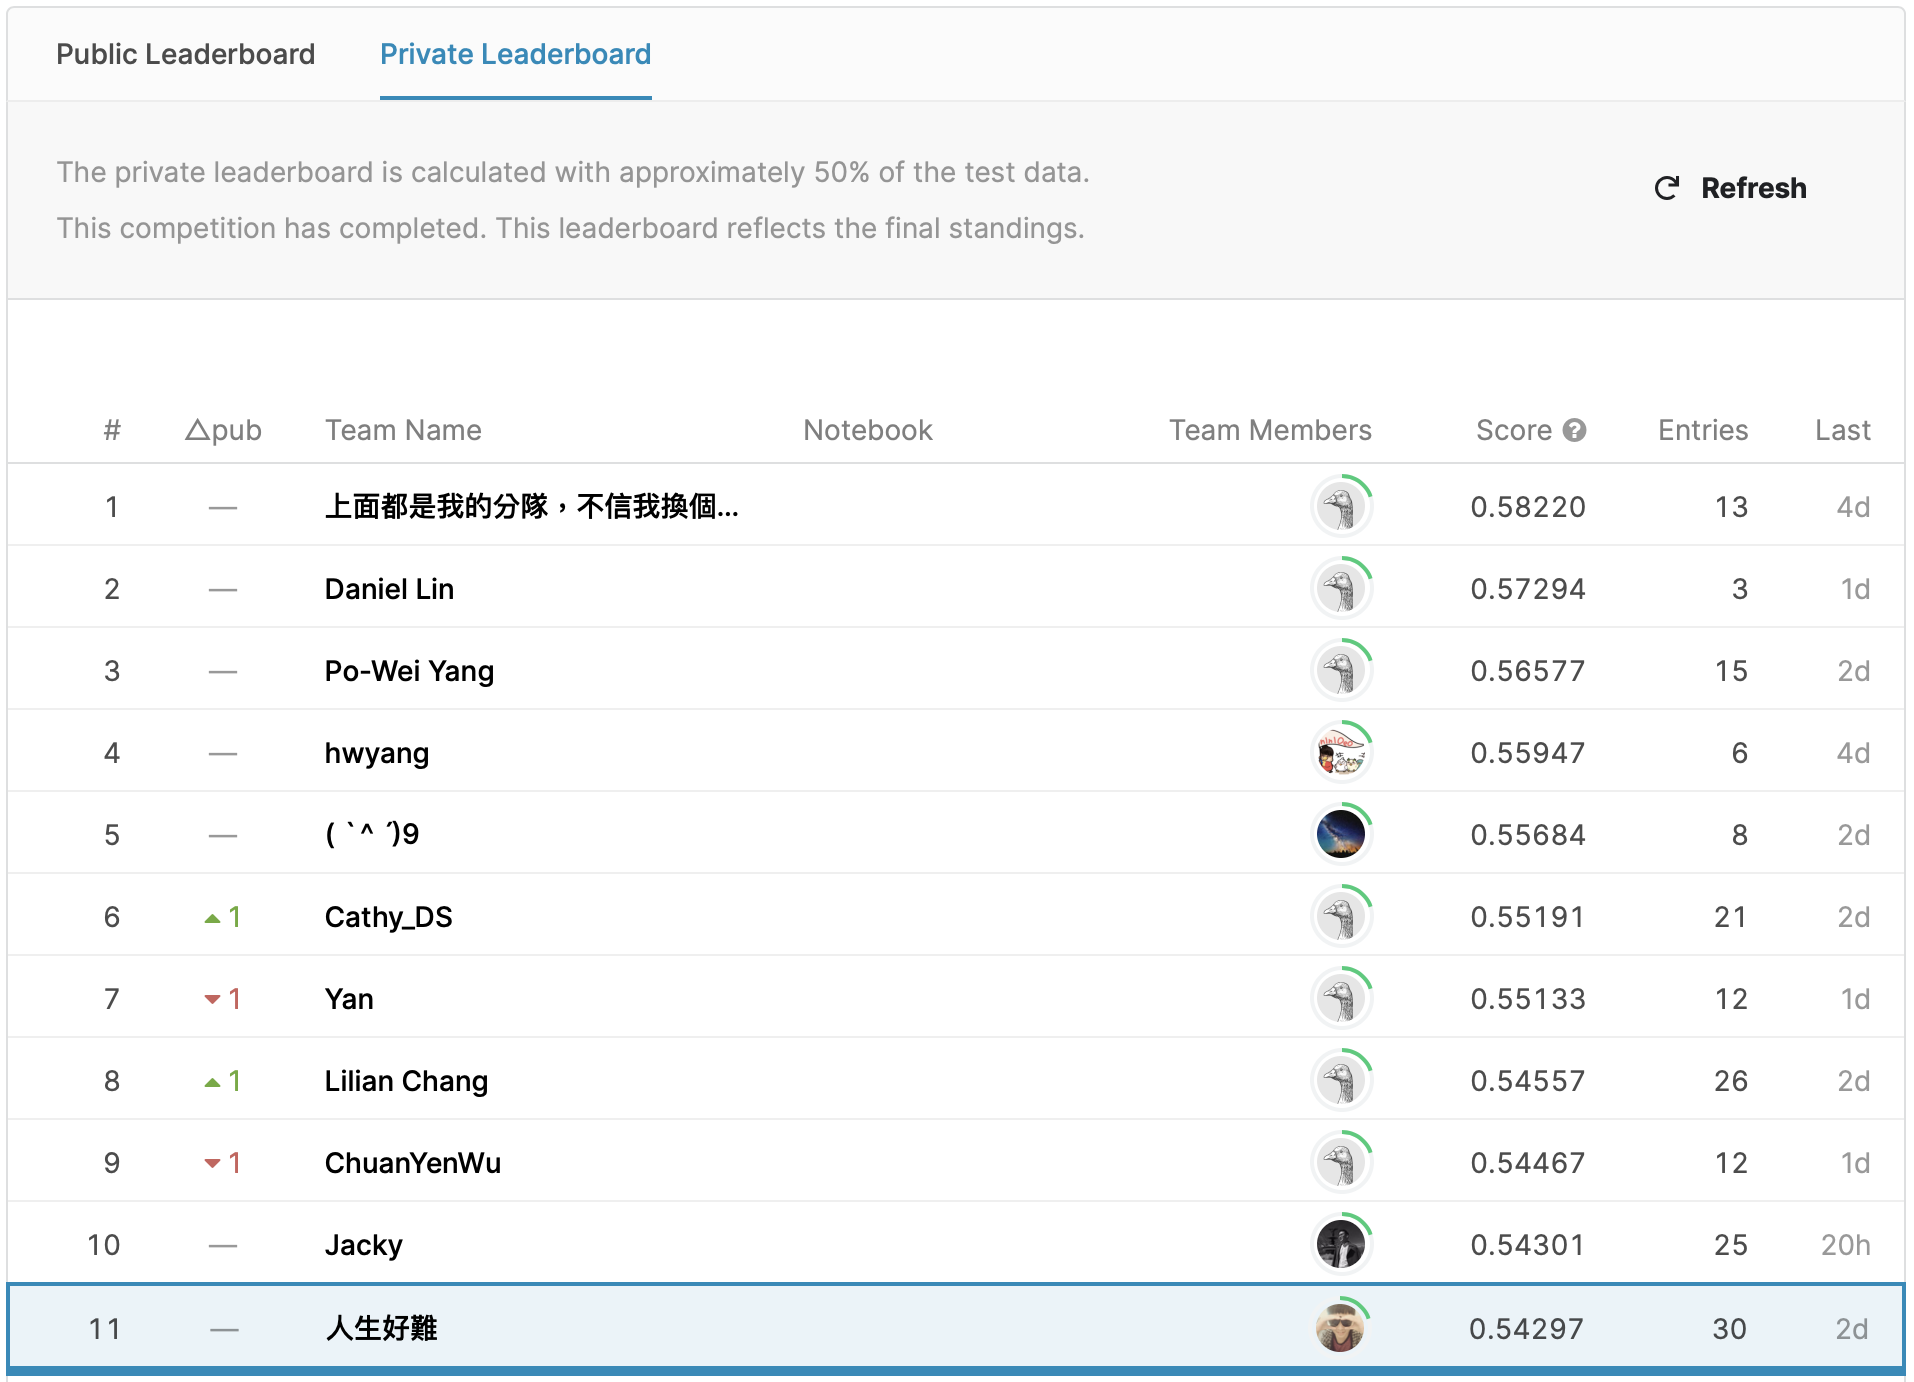 Public Leaderboard Private Leaderboard
The private leaderboard is calculated with approximately 50% of the test data.
This competition has completed. This leaderboard reflects the final standings.
Refresh
# △pub Team Name Notebook Team Members Score ? Entries Last
1 — 上面都是我的分隊，不信我換個... 0.58220 13 4d
2 — Daniel Lin 0.57294 3 1d
3 — Po-Wei Yang 0.56577 15 2d
4 — hwyang 0.55947 6 4d
5 — ( ˋ^ ˊ)9 0.55684 8 2d
6 ▲1 Cathy_DS 0.55191 21 2d
7 ▼1 Yan 0.55133 12 1d
8 ▲1 Lilian Chang 0.54557 26 2d
9 ▼1 ChuanYenWu 0.54467 12 1d
10 — Jacky 0.54301 25 20h
11 — 人生好難 0.54297 30 2d